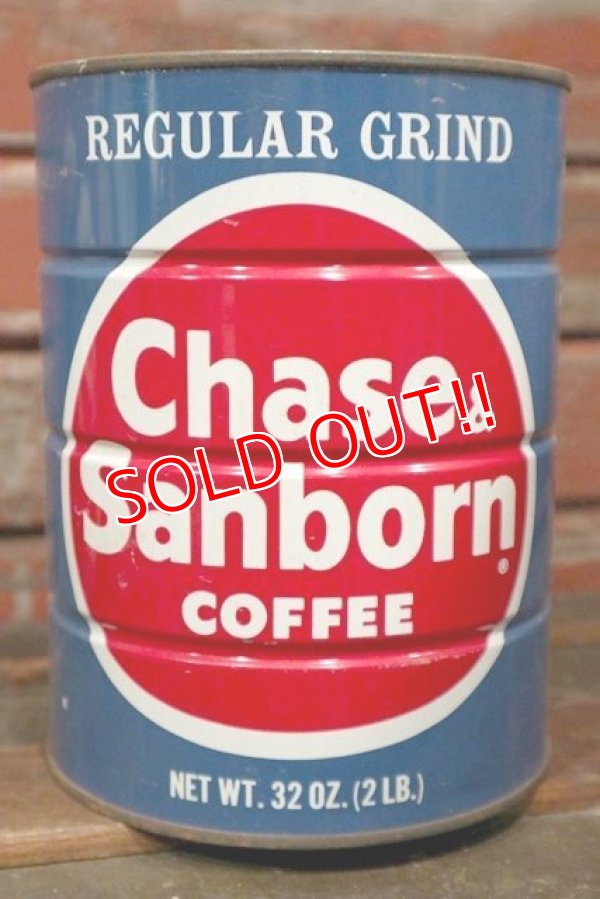 REGULAR GRIND
Chase &
Sanborn®
COFFEE
SOLD OUT!!
NET WT. 32 OZ. (2 LB.)